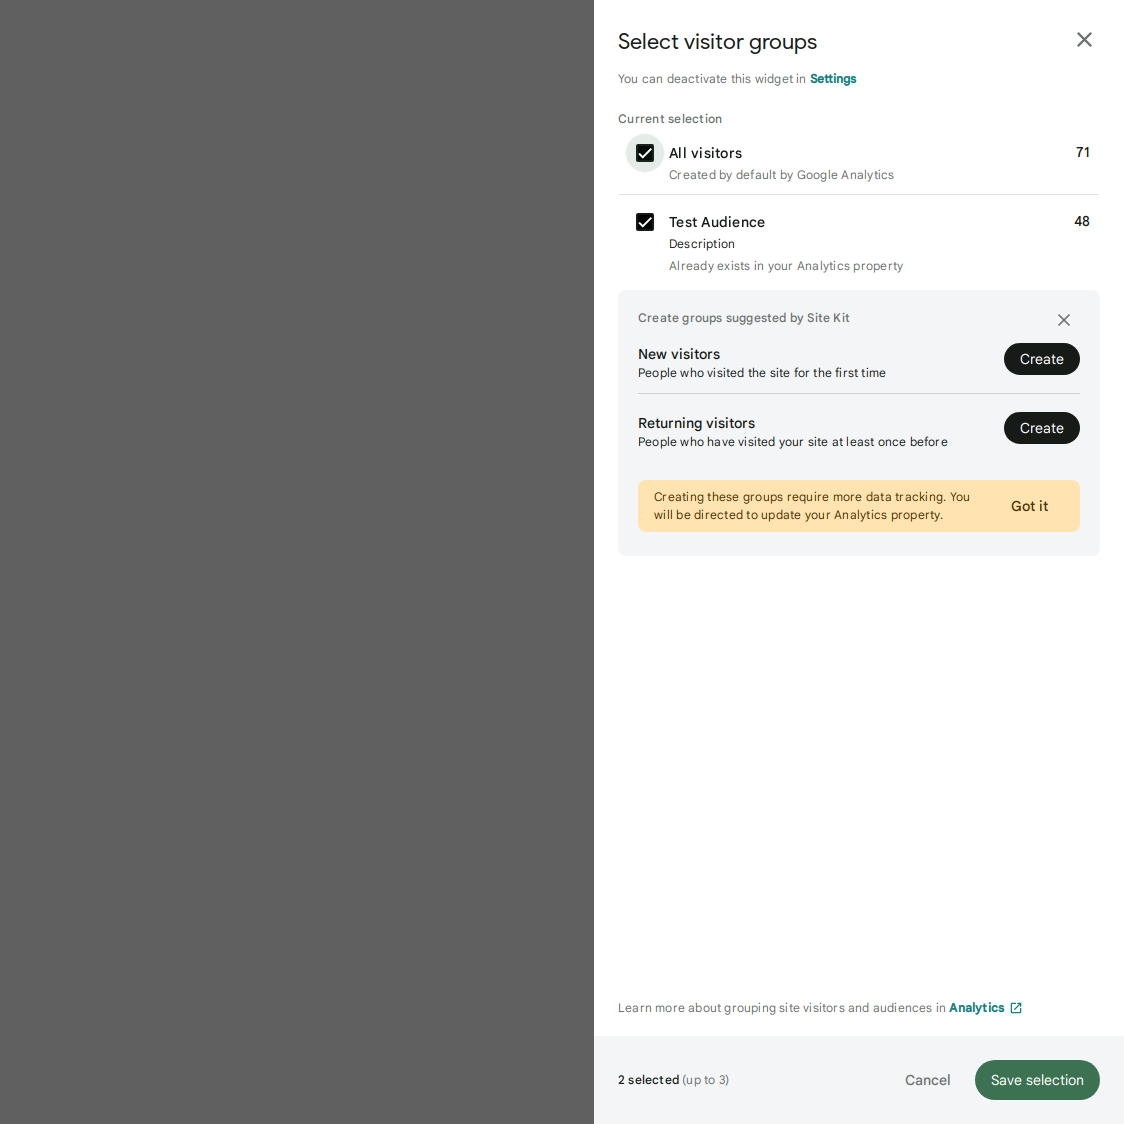 Select visitor groups
You can deactivate this widget in Settings
Current selection
All visitors 71
Created by default by Google Analytics
Test Audience 48
Description
Already exists in your Analytics property
Create groups suggested by Site Kit
New visitors
People who visited the site for the first time
Create
Returning visitors
People who have visited your site at least once before
Create
Creating these groups require more data tracking. You
will be directed to update your Analytics property.
Got it
Learn more about grouping site visitors and audiences in Analytics
2 selected (up to 3)
Cancel
Save selection